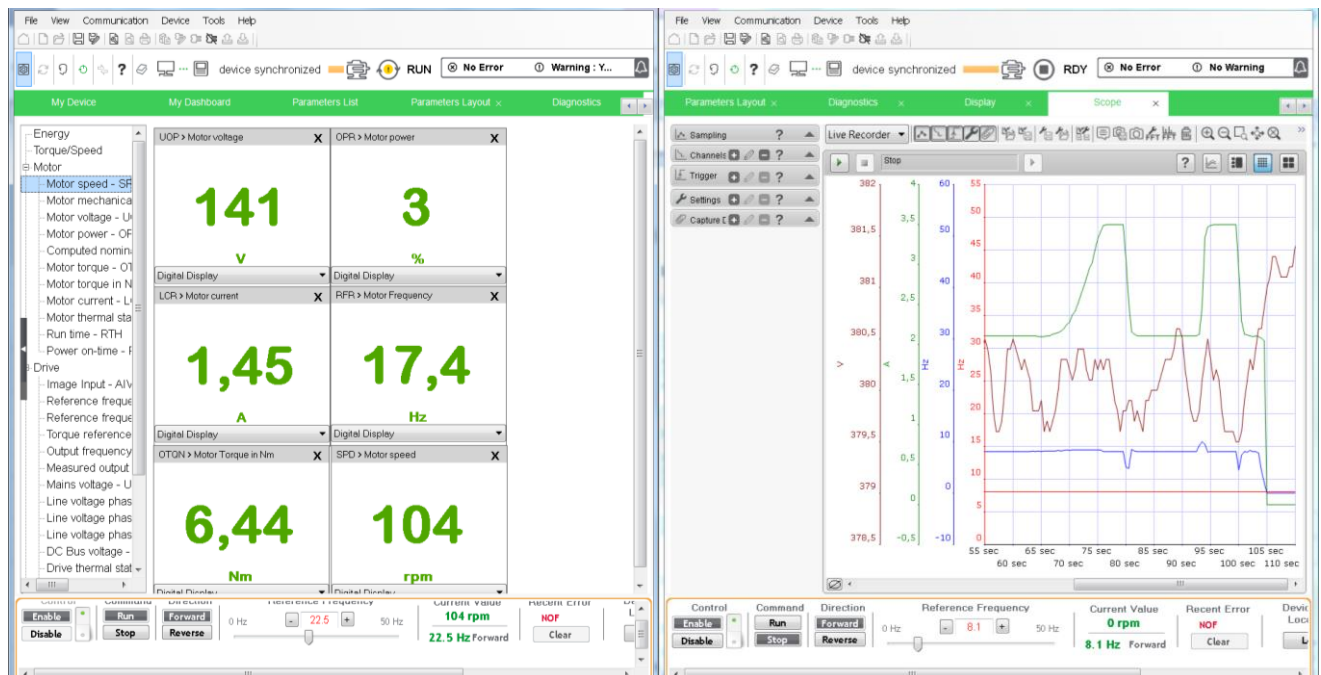 File View Communication Device Tools Help
device synchronized RUN No Error Warning : Y...
My Device My Dashboard Parameters List Parameters Layout × Diagnostics
Energy
Torque/Speed
Motor
Motor speed - SP
Motor mechanica
Motor voltage - U
Motor power - OP
Computed nomin
Motor torque - OT
Motor torque in N
Motor current - L
Motor thermal sta
Run time - RTH
Power on-time - P
Drive
Image Input - AIV
Reference freque
Reference freque
Torque reference
Output frequency
Measured output
Mains voltage - U
Line voltage phas
Line voltage phas
Line voltage phas
DC Bus voltage -
Drive thermal stat
UOP > Motor voltage X
141
V
Digital Display
OPR > Motor power X
3
%
Digital Display
LCR > Motor current X
1,45
A
Digital Display
RFR > Motor Frequency X
17,4
Hz
Digital Display
OTQN > Motor Torque in Nm X
6,44
Nm
Digital Display
SPD > Motor speed X
104
rpm
Digital Display
Control Command Direction Reference Frequency Current Value Recent Error
Enable Run Forward 0 Hz - 22.5 + 50 Hz 104 rpm NOF
Disable Stop Reverse 22.5 Hz Forward Clear
File View Communication Device Tools Help
device synchronized RDY No Error No Warning
Parameters Layout × Diagnostics × Display × Scope ×
Sampling ?
Channels ?
Trigger ?
Settings ?
Capture D ?
Live Recorder
Stop
382 4 60 55
50
381,5 3,5 50
45
381 3 40 40
35
2,5
380,5 2 30 30
V A Hz Hz
25
380 1,5 20
20
1
379,5 10 15
0,5
10
379 0 0
5
378,5 -0,5 -10 0
55 sec 65 sec 75 sec 85 sec 95 sec 105 sec
60 sec 70 sec 80 sec 90 sec 100 sec 110 sec
Control Command Direction Reference Frequency Current Value Recent Error
Enable Run Forward 0 Hz - 8.1 + 50 Hz 0 rpm NOF
Disable Stop Reverse 8.1 Hz Forward Clear